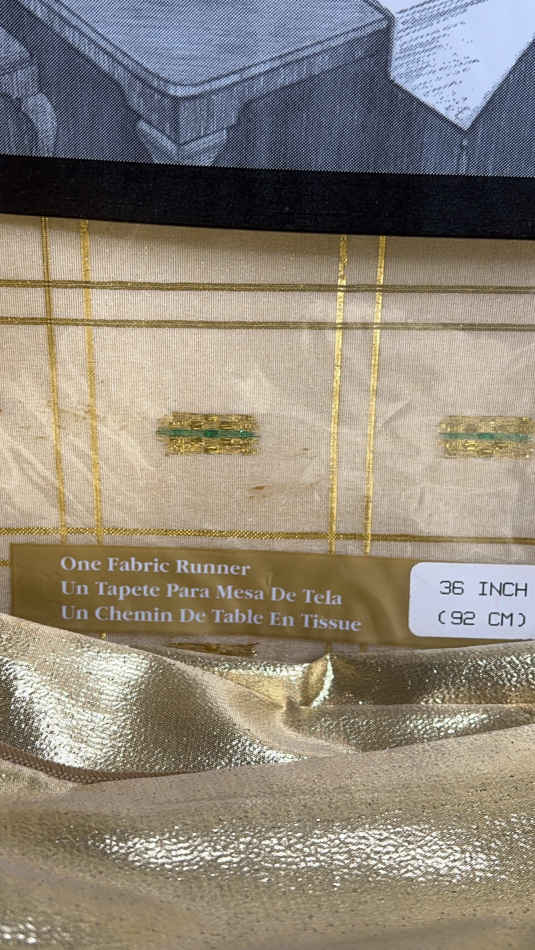 One Fabric Runner
Un Tapete Para Mesa De Tela
Un Chemin De Table En Tissue
36 INCH
(92 CM)